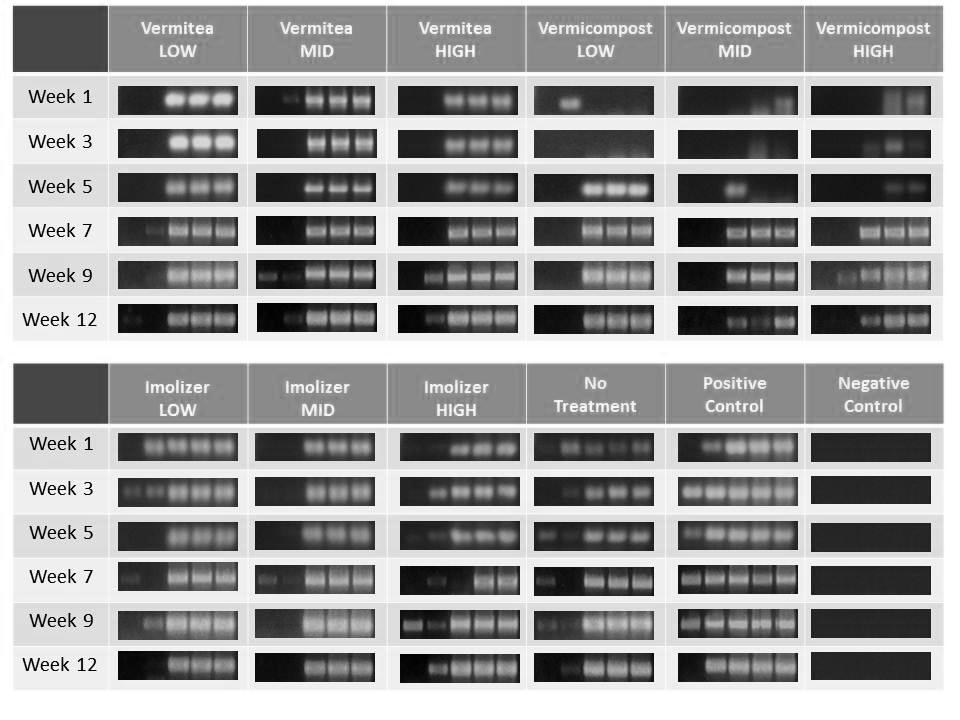 Vermitea LOW
Vermitea MID
Vermitea HIGH
Vermicompost LOW
Vermicompost MID
Vermicompost HIGH
Week 1
Week 3
Week 5
Week 7
Week 9
Week 12
Imolizer LOW
Imolizer MID
Imolizer HIGH
No Treatment
Positive Control
Negative Control
Week 1
Week 3
Week 5
Week 7
Week 9
Week 12